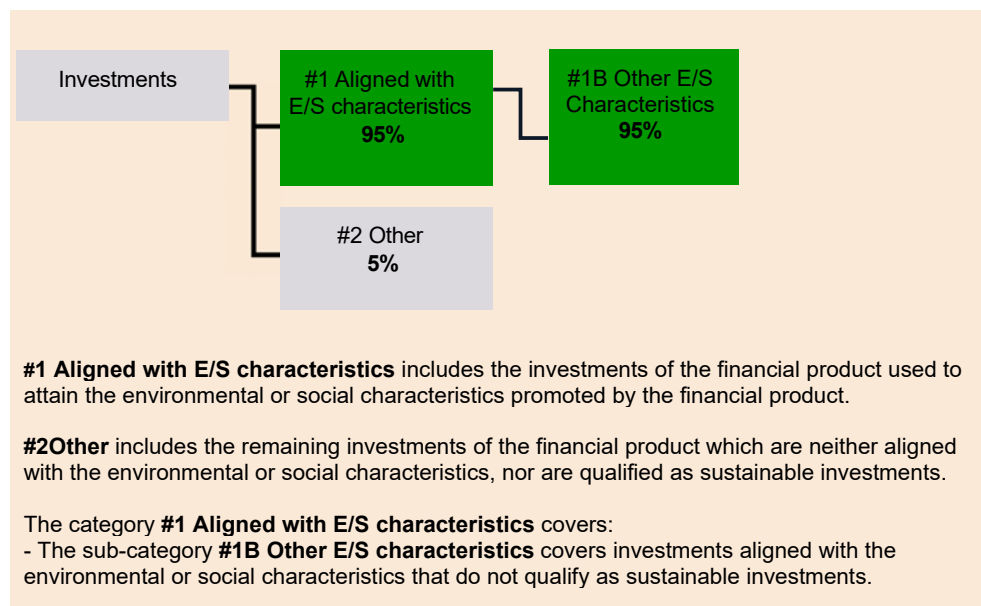 Investments
#1 Aligned with
E/S characteristics
95%
#1B Other E/S
Characteristics
95%
#2 Other
5%
#1 Aligned with E/S characteristics includes the investments of the financial product used to
attain the environmental or social characteristics promoted by the financial product.
#2Other includes the remaining investments of the financial product which are neither aligned
with the environmental or social characteristics, nor are qualified as sustainable investments.
The category #1 Aligned with E/S characteristics covers:
- The sub-category #1B Other E/S characteristics covers investments aligned with the
environmental or social characteristics that do not qualify as sustainable investments.